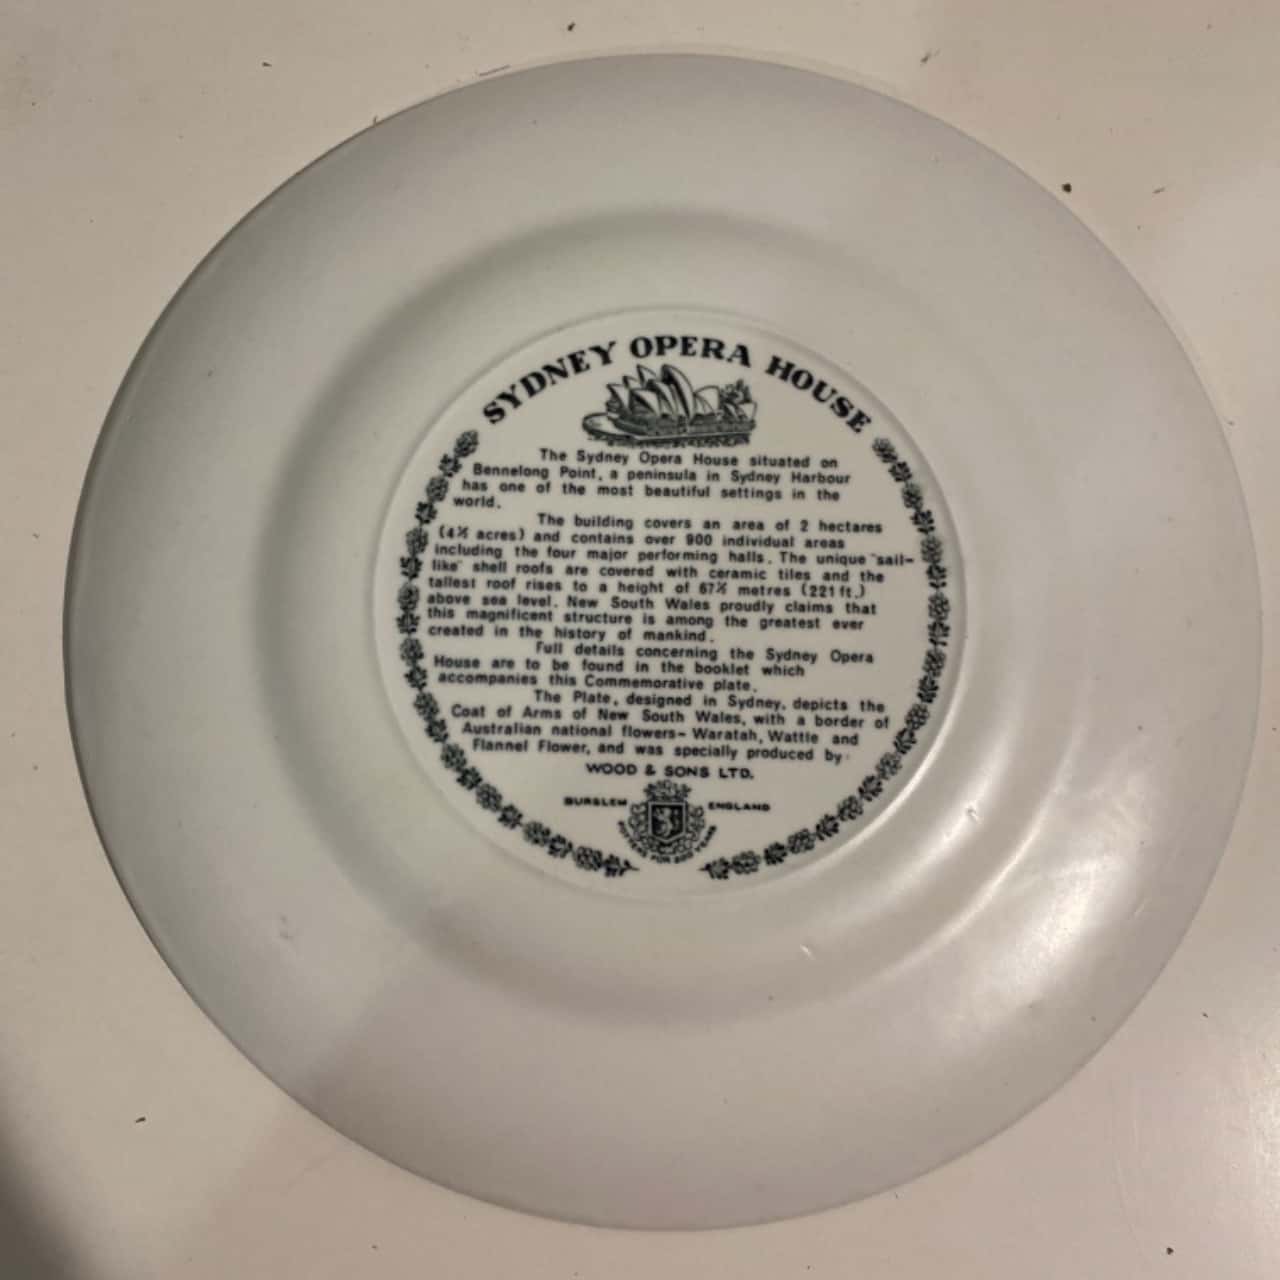 SYDNEY OPERA HOUSE
The Sydney Opera House situated on
Bennelong Point, a peninsula in Sydney Harbour
has one of the most beautiful settings in the
world.
The building covers an area of 2 hectares
(4½ acres) and contains over 900 individual areas
including the four major performing halls. The unique "sail-
like" shell roofs are covered with ceramic tiles and the
tallest roof rises to a height of 67½ metres (221 ft.)
above sea level. New South Wales proudly claims that
this magnificent structure is among the greatest ever
created in the history of mankind.
Full details concerning the Sydney Opera
House are to be found in the booklet which
accompanies this Commemorative plate.
The Plate, designed in Sydney, depicts the
Coat of Arms of New South Wales, with a border of
Australian national flowers- Waratah, Wattle and
Flannel Flower, and was specially produced by:
WOOD & SONS LTD.
BURSLEM ENGLAND
POTTERS FOR 200 YEARS